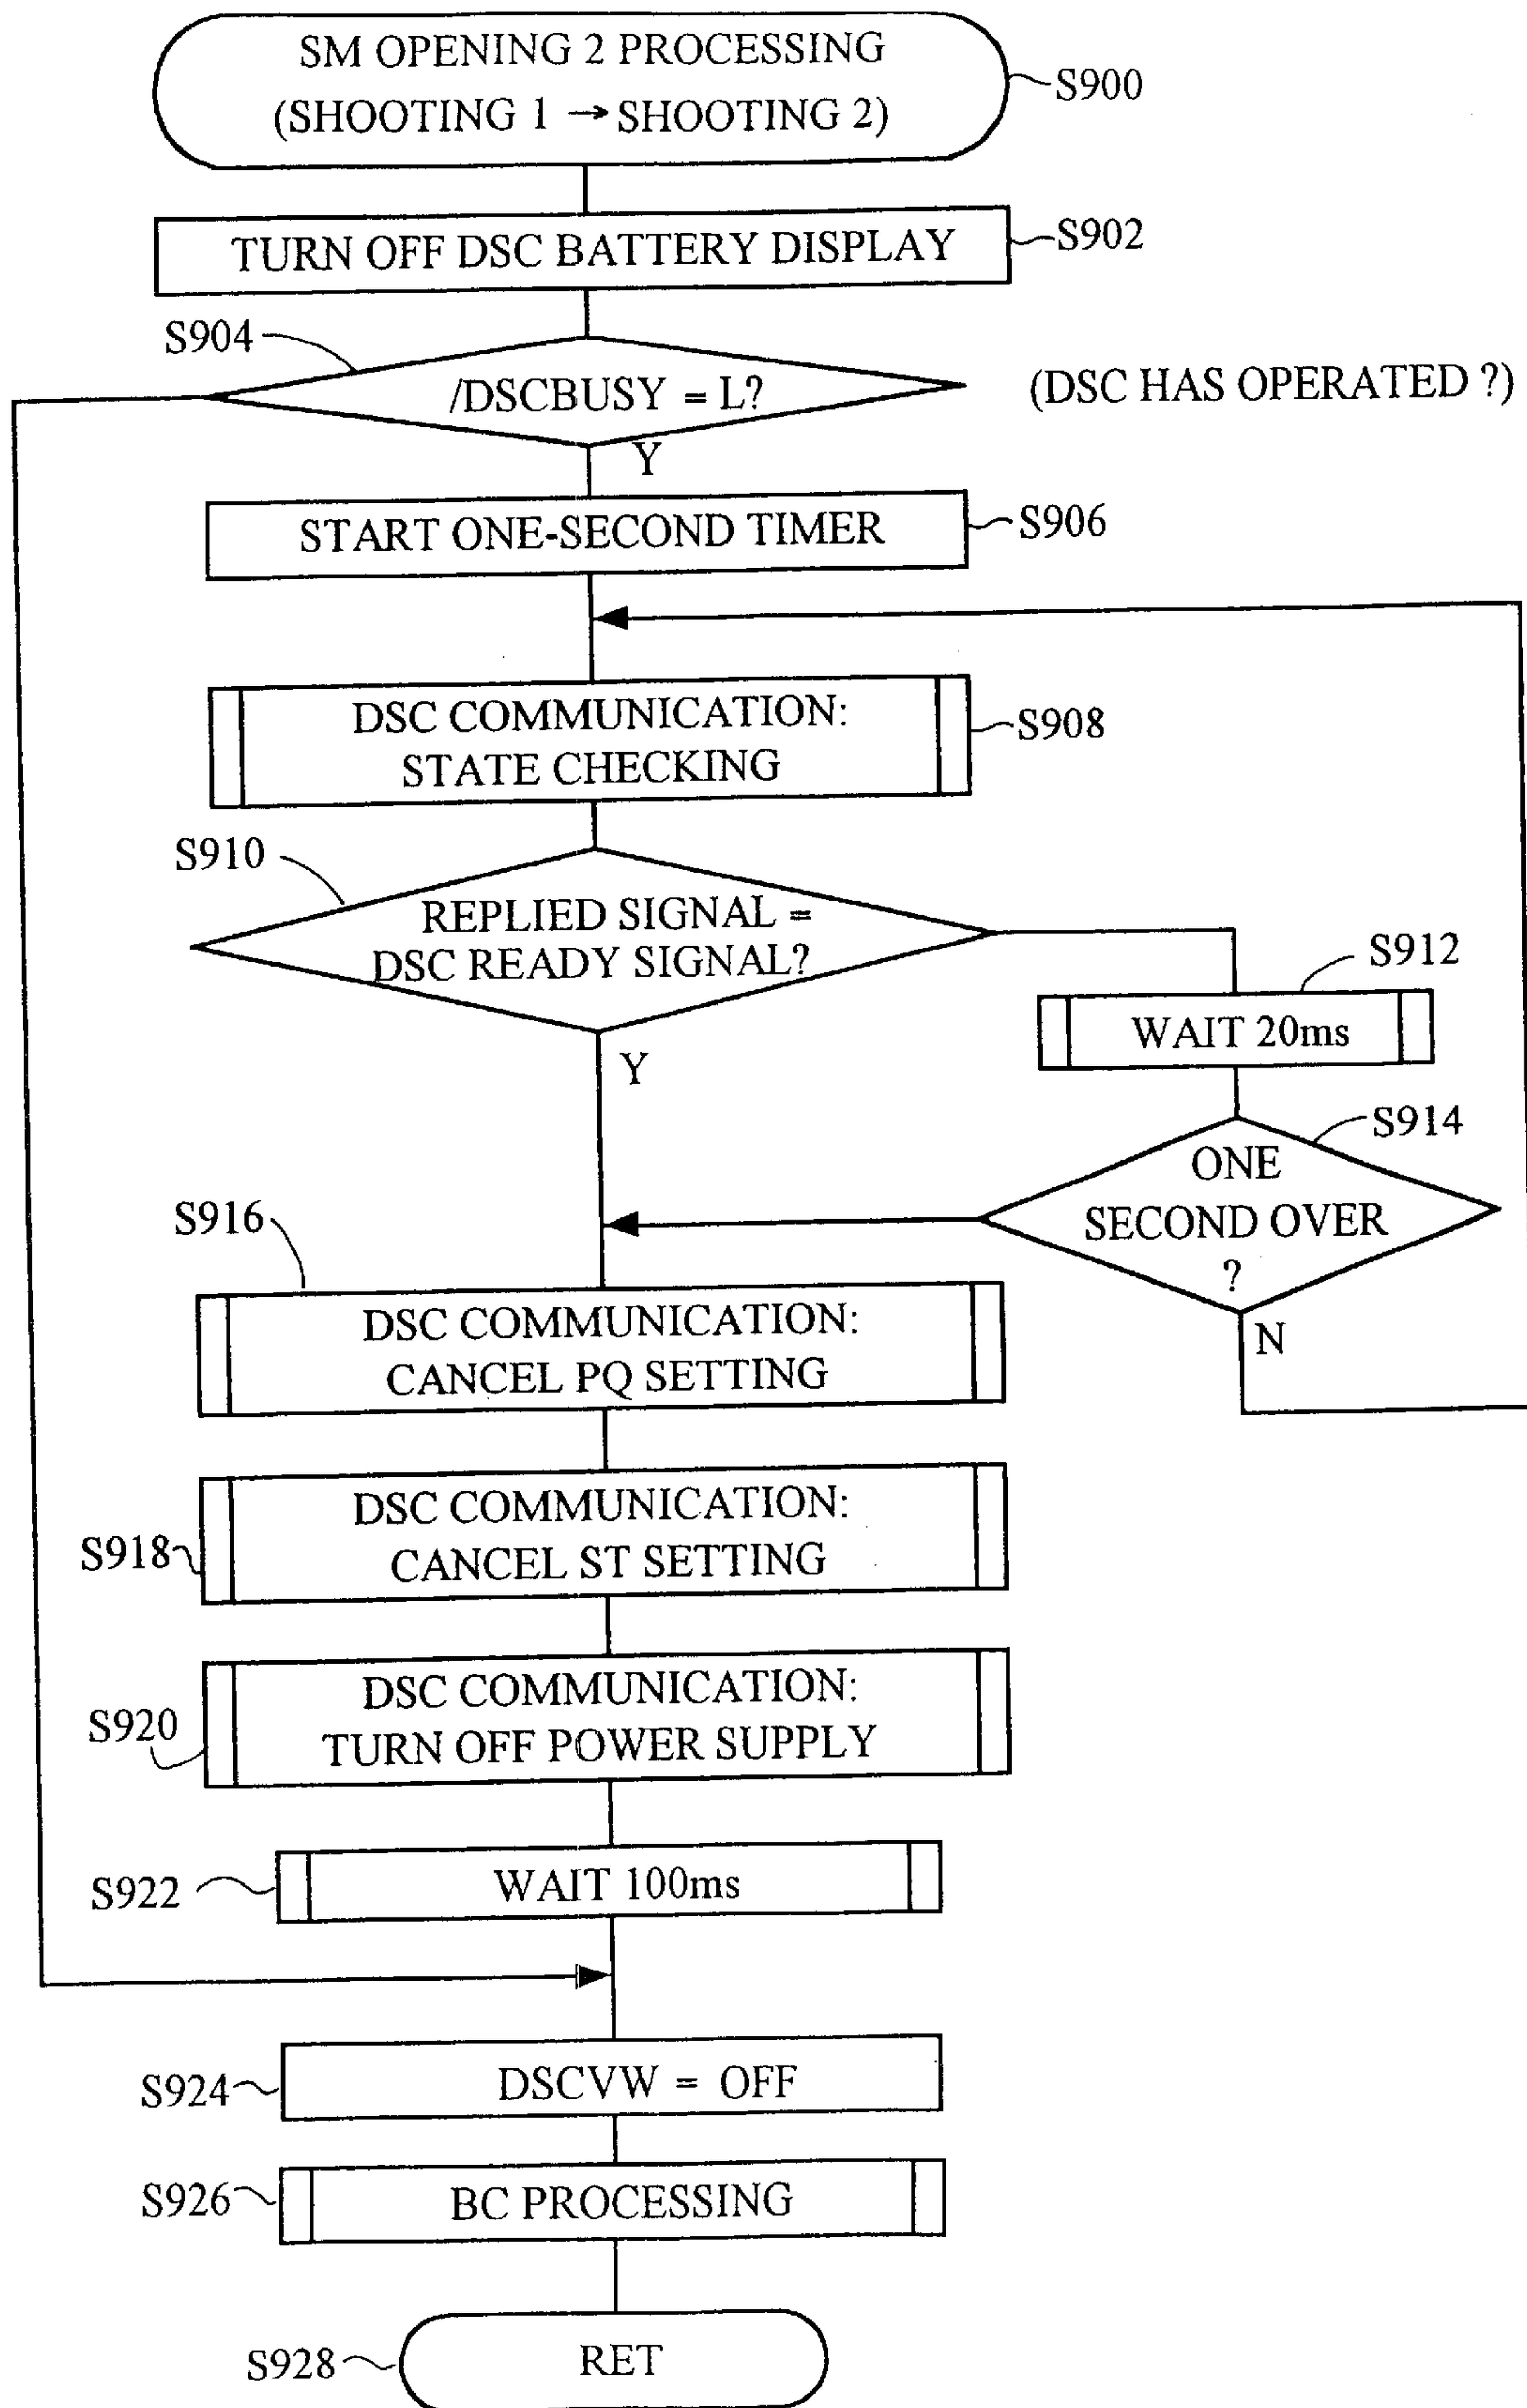 SM OPENING 2 PROCESSING
(SHOOTING 1 → SHOOTING 2)
S900
TURN OFF DSC BATTERY DISPLAY
S902
S904
/DSCBUSY = L?
(DSC HAS OPERATED ?)
Y
START ONE-SECOND TIMER
S906
DSC COMMUNICATION:
STATE CHECKING
S908
S910
REPLIED SIGNAL =
DSC READY SIGNAL?
Y
S912
WAIT 20ms
S914
ONE
SECOND OVER
?
N
S916
DSC COMMUNICATION:
CANCEL PQ SETTING
S918
DSC COMMUNICATION:
CANCEL ST SETTING
S920
DSC COMMUNICATION:
TURN OFF POWER SUPPLY
S922
WAIT 100ms
S924
DSCVW = OFF
S926
BC PROCESSING
S928
RET